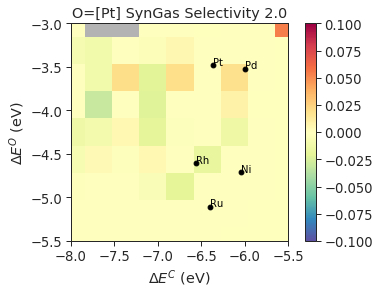 O=[Pt] SynGas Selectivity 2.0
−3.0
−3.5
−4.0
−4.5
−5.0
−5.5
ΔE^O (eV)
Pt
Pd
Rh
Ni
Ru
−8.0 −7.5 −7.0 −6.5 −6.0 −5.5
ΔE^C (eV)
0.100
0.075
0.050
0.025
0.000
−0.025
−0.050
−0.075
−0.100